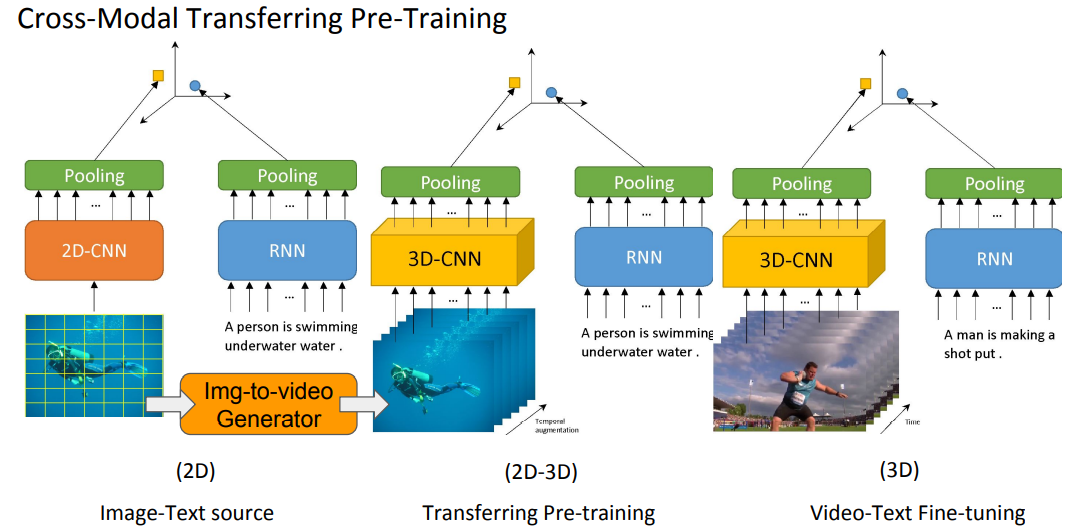 Cross-Modal Transferring Pre-Training
Pooling
Pooling
Pooling
Pooling
Pooling
Pooling
...
...
...
...
...
...
2D-CNN
RNN
3D-CNN
RNN
3D-CNN
RNN
...
...
...
...
...
A person is swimming
underwater water .
A person is swimming
underwater water .
A man is making a
shot put .
Img-to-video
Generator
Temporal
augmentation
Time
(2D)
(2D-3D)
(3D)
Image-Text source
Transferring Pre-training
Video-Text Fine-tuning